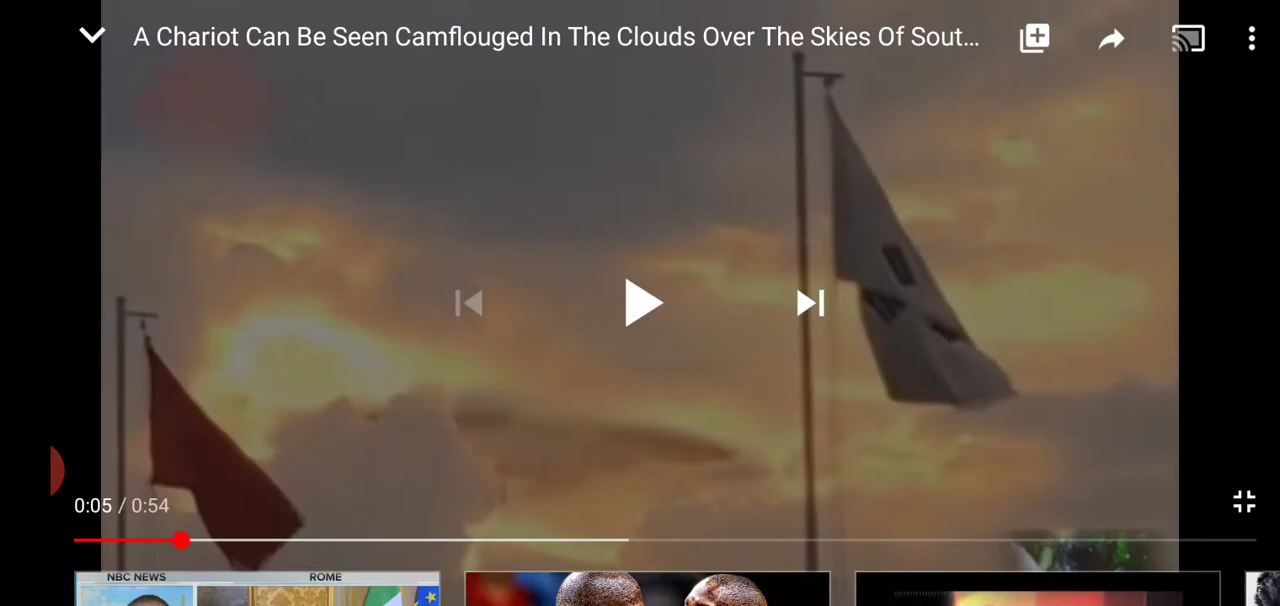 A Chariot Can Be Seen Camflouged In The Clouds Over The Skies Of Sout...
0:05 / 0:54
NBC NEWS ROME